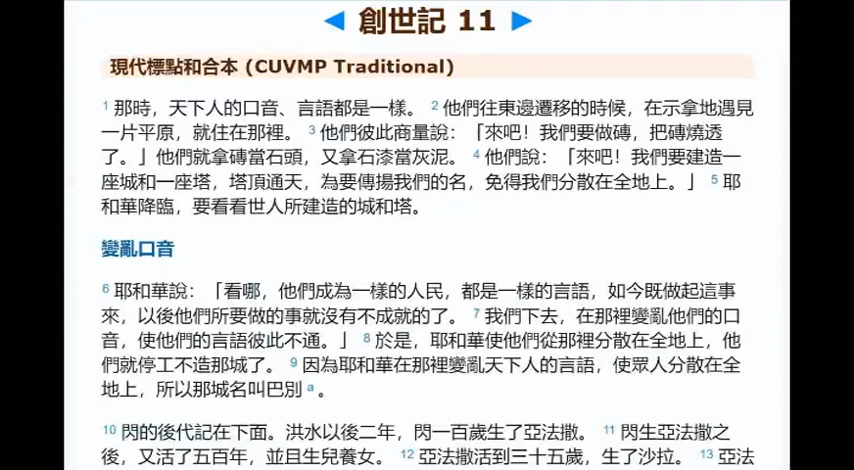 ◀ 創世記 11 ▶
現代標點和合本 (CUVMP Traditional)
1 那時，天下人的口音、言語都是一樣。 2 他們往東邊遷移的時候，在示拿地遇見
一片平原，就住在那裡。 3 他們彼此商量說：「來吧！我們要做磚，把磚燒透
了。」他們就拿磚當石頭，又拿石漆當灰泥。 4 他們說：「來吧！我們要建造一
座城和一座塔，塔頂通天，為要傳揚我們的名，免得我們分散在全地上。」 5 耶
和華降臨，要看看世人所建造的城和塔。
變亂口音
6 耶和華說：「看哪，他們成為一樣的人民，都是一樣的言語，如今既做起這事
來，以後他們所要做的事就沒有不成就的了。 7 我們下去，在那裡變亂他們的口
音，使他們的言語彼此不通。」 8 於是，耶和華使他們從那裡分散在全地上，他
們就停工不造那城了。 9 因為耶和華在那裡變亂天下人的言語，使眾人分散在全
地上，所以那城名叫巴別 a 。
10 閃的後代記在下面。洪水以後二年，閃一百歲生了亞法撒。 11 閃生亞法撒之
後，又活了五百年，並且生兒養女。 12 亞法撒活到三十五歲，生了沙拉。 13 亞法